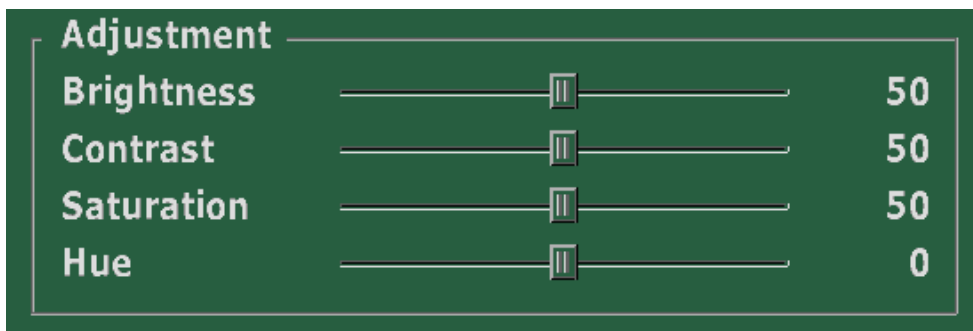 Adjustment
Brightness 50
Contrast 50
Saturation 50
Hue 0